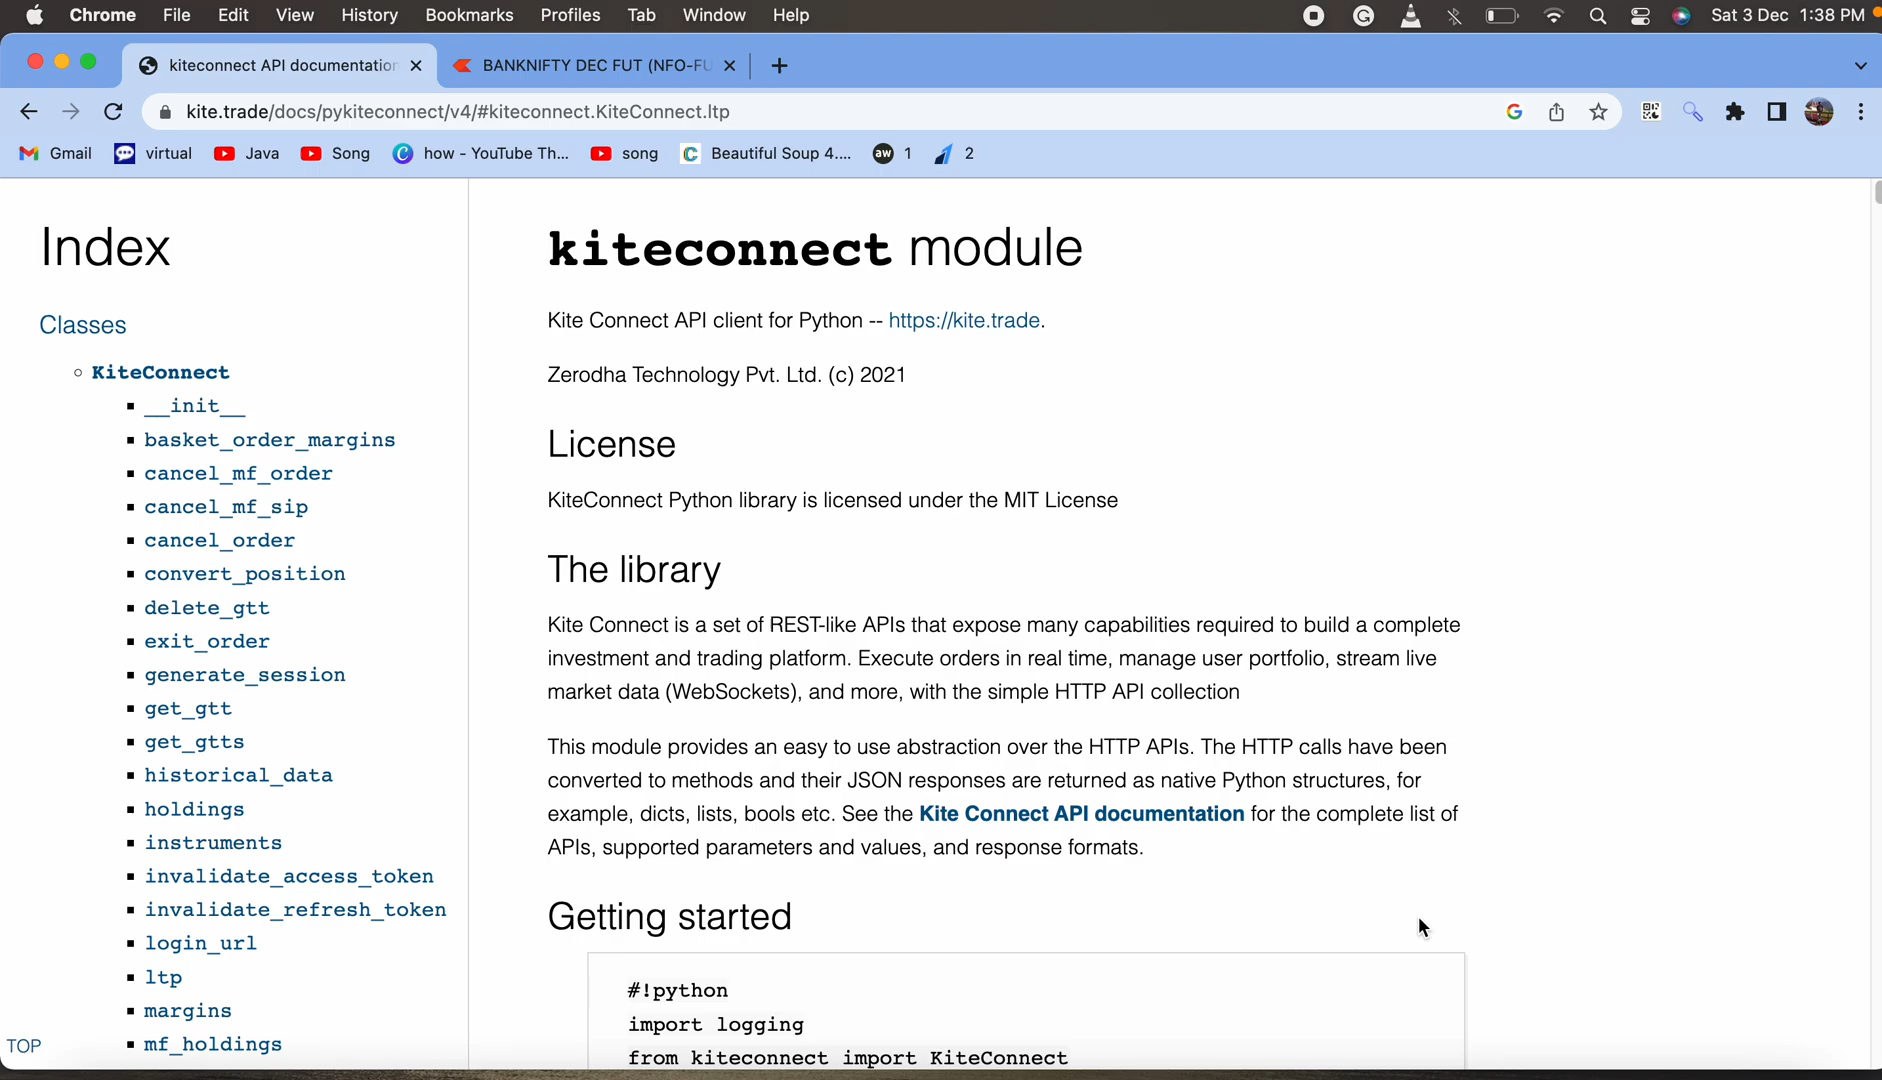 Chrome File Edit View History Bookmarks Profiles Tab Window Help Sat 3 Dec 1:38 PM
kiteconnect API documentation BANKNIFTY DEC FUT (NFO-FU
kite.trade/docs/pykiteconnect/v4/#kiteconnect.KiteConnect.ltp
Gmail virtual Java Song how - YouTube Th... song Beautiful Soup 4.... aw 1 2
Index
Classes
KiteConnect
__init__
basket_order_margins
cancel_mf_order
cancel_mf_sip
cancel_order
convert_position
delete_gtt
exit_order
generate_session
get_gtt
get_gtts
historical_data
holdings
instruments
invalidate_access_token
invalidate_refresh_token
login_url
ltp
margins
mf_holdings
TOP
kiteconnect module
Kite Connect API client for Python -- https://kite.trade.
Zerodha Technology Pvt. Ltd. (c) 2021
License
KiteConnect Python library is licensed under the MIT License
The library
Kite Connect is a set of REST-like APIs that expose many capabilities required to build a complete
investment and trading platform. Execute orders in real time, manage user portfolio, stream live
market data (WebSockets), and more, with the simple HTTP API collection
This module provides an easy to use abstraction over the HTTP APIs. The HTTP calls have been
converted to methods and their JSON responses are returned as native Python structures, for
example, dicts, lists, bools etc. See the Kite Connect API documentation for the complete list of
APIs, supported parameters and values, and response formats.
Getting started
#!python
import logging
from kiteconnect import KiteConnect